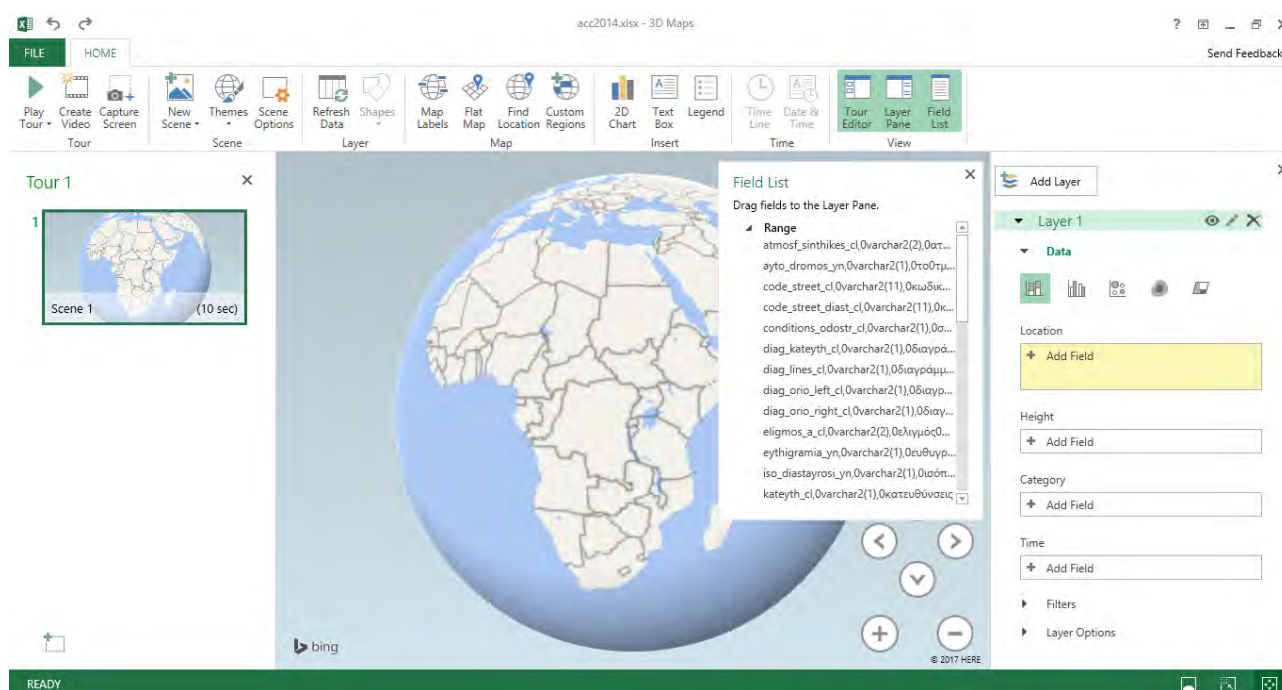 acc2014.xlsx - 3D Maps
?
FILE
HOME
Send Feedback
Play Tour
Create Video
Capture Screen
New Scene
Themes
Scene Options
Refresh Data
Shapes
Map Labels
Flat Map
Find Location
Custom Regions
2D Chart
Text Box
Legend
Time Line
Date & Time
Tour Editor
Layer Pane
Field List
Tour
Scene
Layer
Map
Insert
Time
View
Tour 1
1
Scene 1
(10 sec)
Field List
Drag fields to the Layer Pane.
Range
atmosf_sinthikes_cl,0varchar2(2),0ατ...
ayto_dromos_yn,0varchar2(1),0το0τμ...
code_street_cl,0varchar2(11),0κωδικ...
code_street_diast_cl,0varchar2(11),0κ...
conditions_odostr_cl,0varchar2(1),0σ...
diag_kateyth_cl,0varchar2(1),0διαγρά...
diag_lines_cl,0varchar2(1),0διαγράμμ...
diag_orio_left_cl,0varchar2(1),0διαγρ...
diag_orio_right_cl,0varchar2(1),0διαγ...
eligmos_a_cl,0varchar2(2),0ελιγμός0...
eythigramia_yn,0varchar2(1),0ευθυγρ...
iso_diastayrosi_yn,0varchar2(1),0ισόπ...
kateyth_cl,0varchar2(1),0κατευθύνσεις
bing
© 2017 HERE
Add Layer
Layer 1
Data
Location
Add Field
Height
Add Field
Category
Add Field
Time
Add Field
Filters
Layer Options
READY